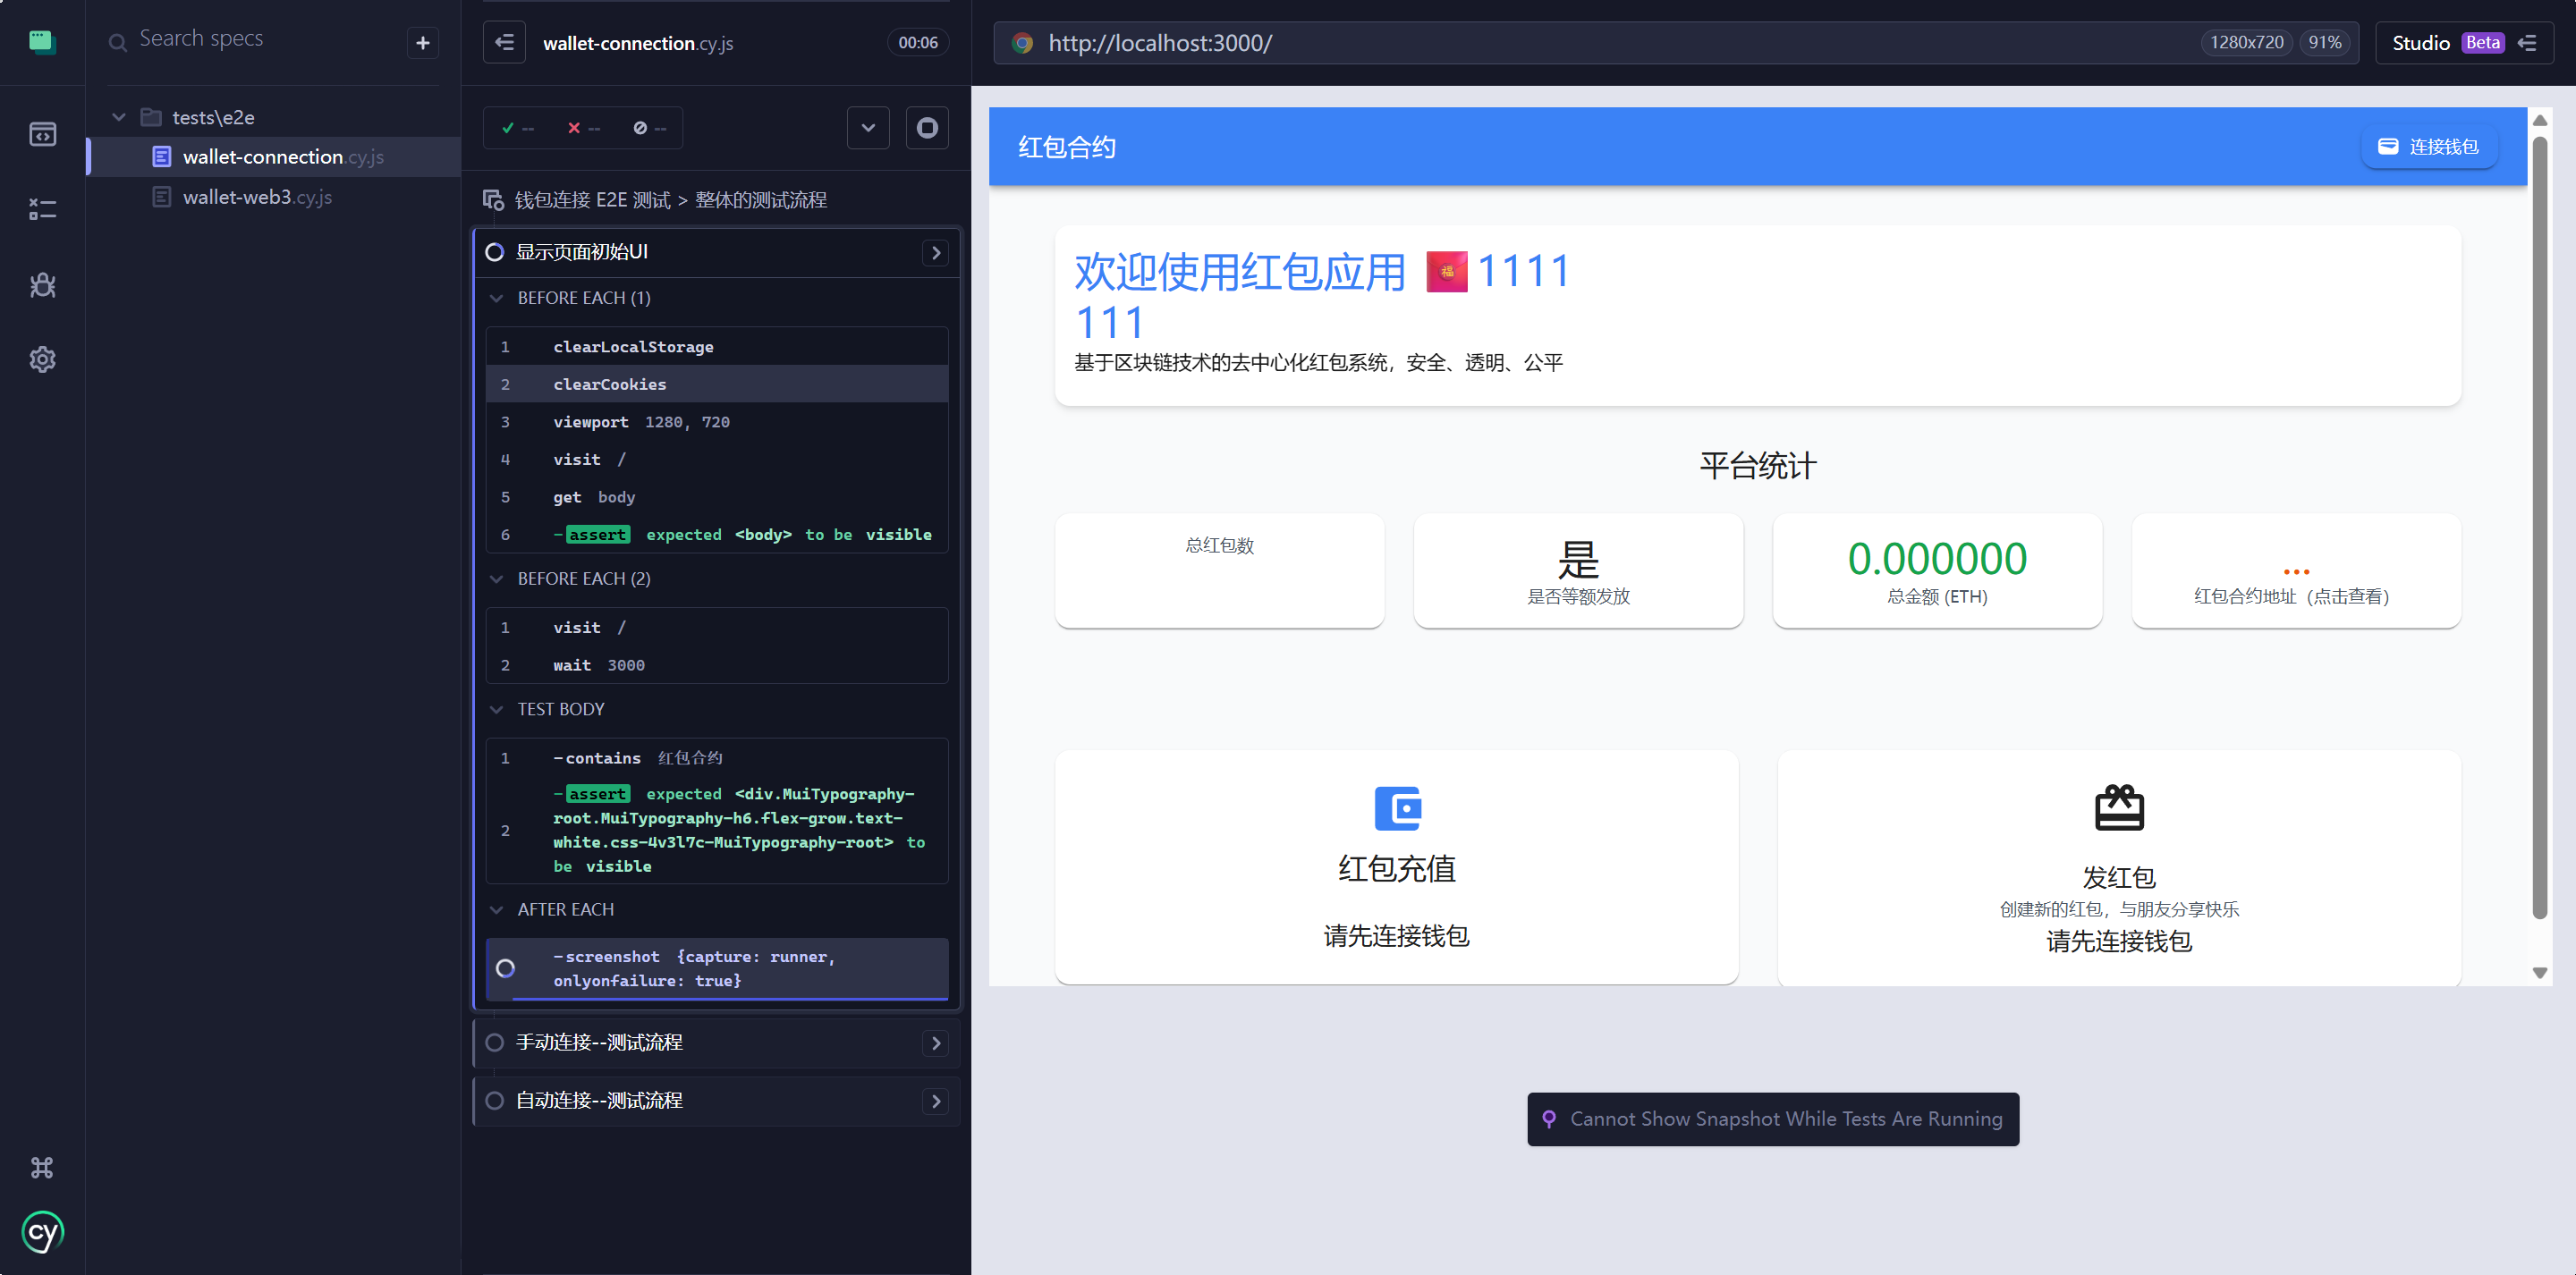 Search specs
tests\e2e
wallet-connection.cy.js
wallet-web3.cy.js
wallet-connection.cy.js
00:06
--
--
--
钱包连接 E2E 测试 > 整体的测试流程
显示页面初始UI
BEFORE EACH (1)
1 clearLocalStorage
2 clearCookies
3 viewport 1280, 720
4 visit /
5 get body
6 -assert expected <body> to be visible
BEFORE EACH (2)
1 visit /
2 wait 3000
TEST BODY
1 -contains 红包合约
-assert expected <div.MuiTypography-
root.MuiTypography-h6.flex-grow.text-
2 white.css-4v3l7c-MuiTypography-root> to
be visible
AFTER EACH
-screenshot {capture: runner,
onlyonfailure: true}
手动连接--测试流程
自动连接--测试流程
cy
http://localhost:3000/
1280x720
91%
Studio Beta
红包合约
连接钱包
欢迎使用红包应用 福 1111
111
基于区块链技术的去中心化红包系统，安全、透明、公平
平台统计
总红包数
是
是否等额发放
0.000000
总金额 (ETH)
...
红包合约地址（点击查看）
红包充值
请先连接钱包
发红包
创建新的红包，与朋友分享快乐
请先连接钱包
Cannot Show Snapshot While Tests Are Running